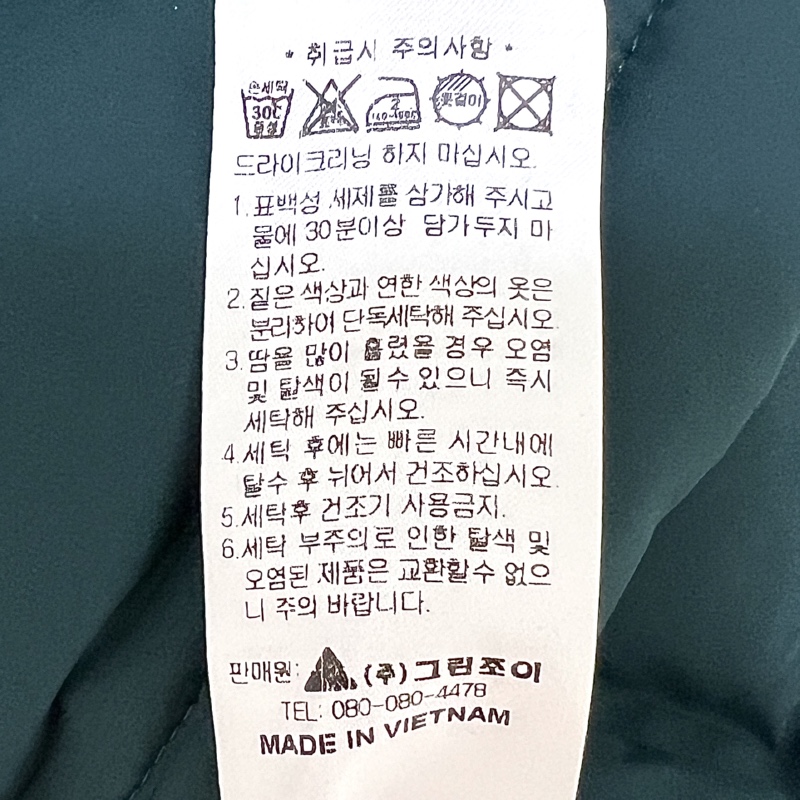 * 취급시 주의사항 *
손세탁
30C
중성
2
140~160℃
옷걸이
드라이크리닝 하지 마십시오.
1. 표백성 세제를 삼가해 주시고
물에 30분이상 담가두지 마
십시오.
2. 짙은 색상과 연한 색상의 옷은
분리하여 단독세탁해 주십시오.
3. 땀을 많이 흘렸을 경우 오염
및 탈색이 될수 있으니 즉시
세탁해 주십시오.
4. 세탁 후에는 빠른 시간내에
탈수 후 뉘어서 건조하십시오.
5. 세탁후 건조기 사용금지.
6. 세탁 부주의로 인한 탈색 및
오염된 제품은 교환할수 없으
니 주의 바랍니다.
판매원: (주)그린조이
TEL: 080-080-4478
MADE IN VIETNAM